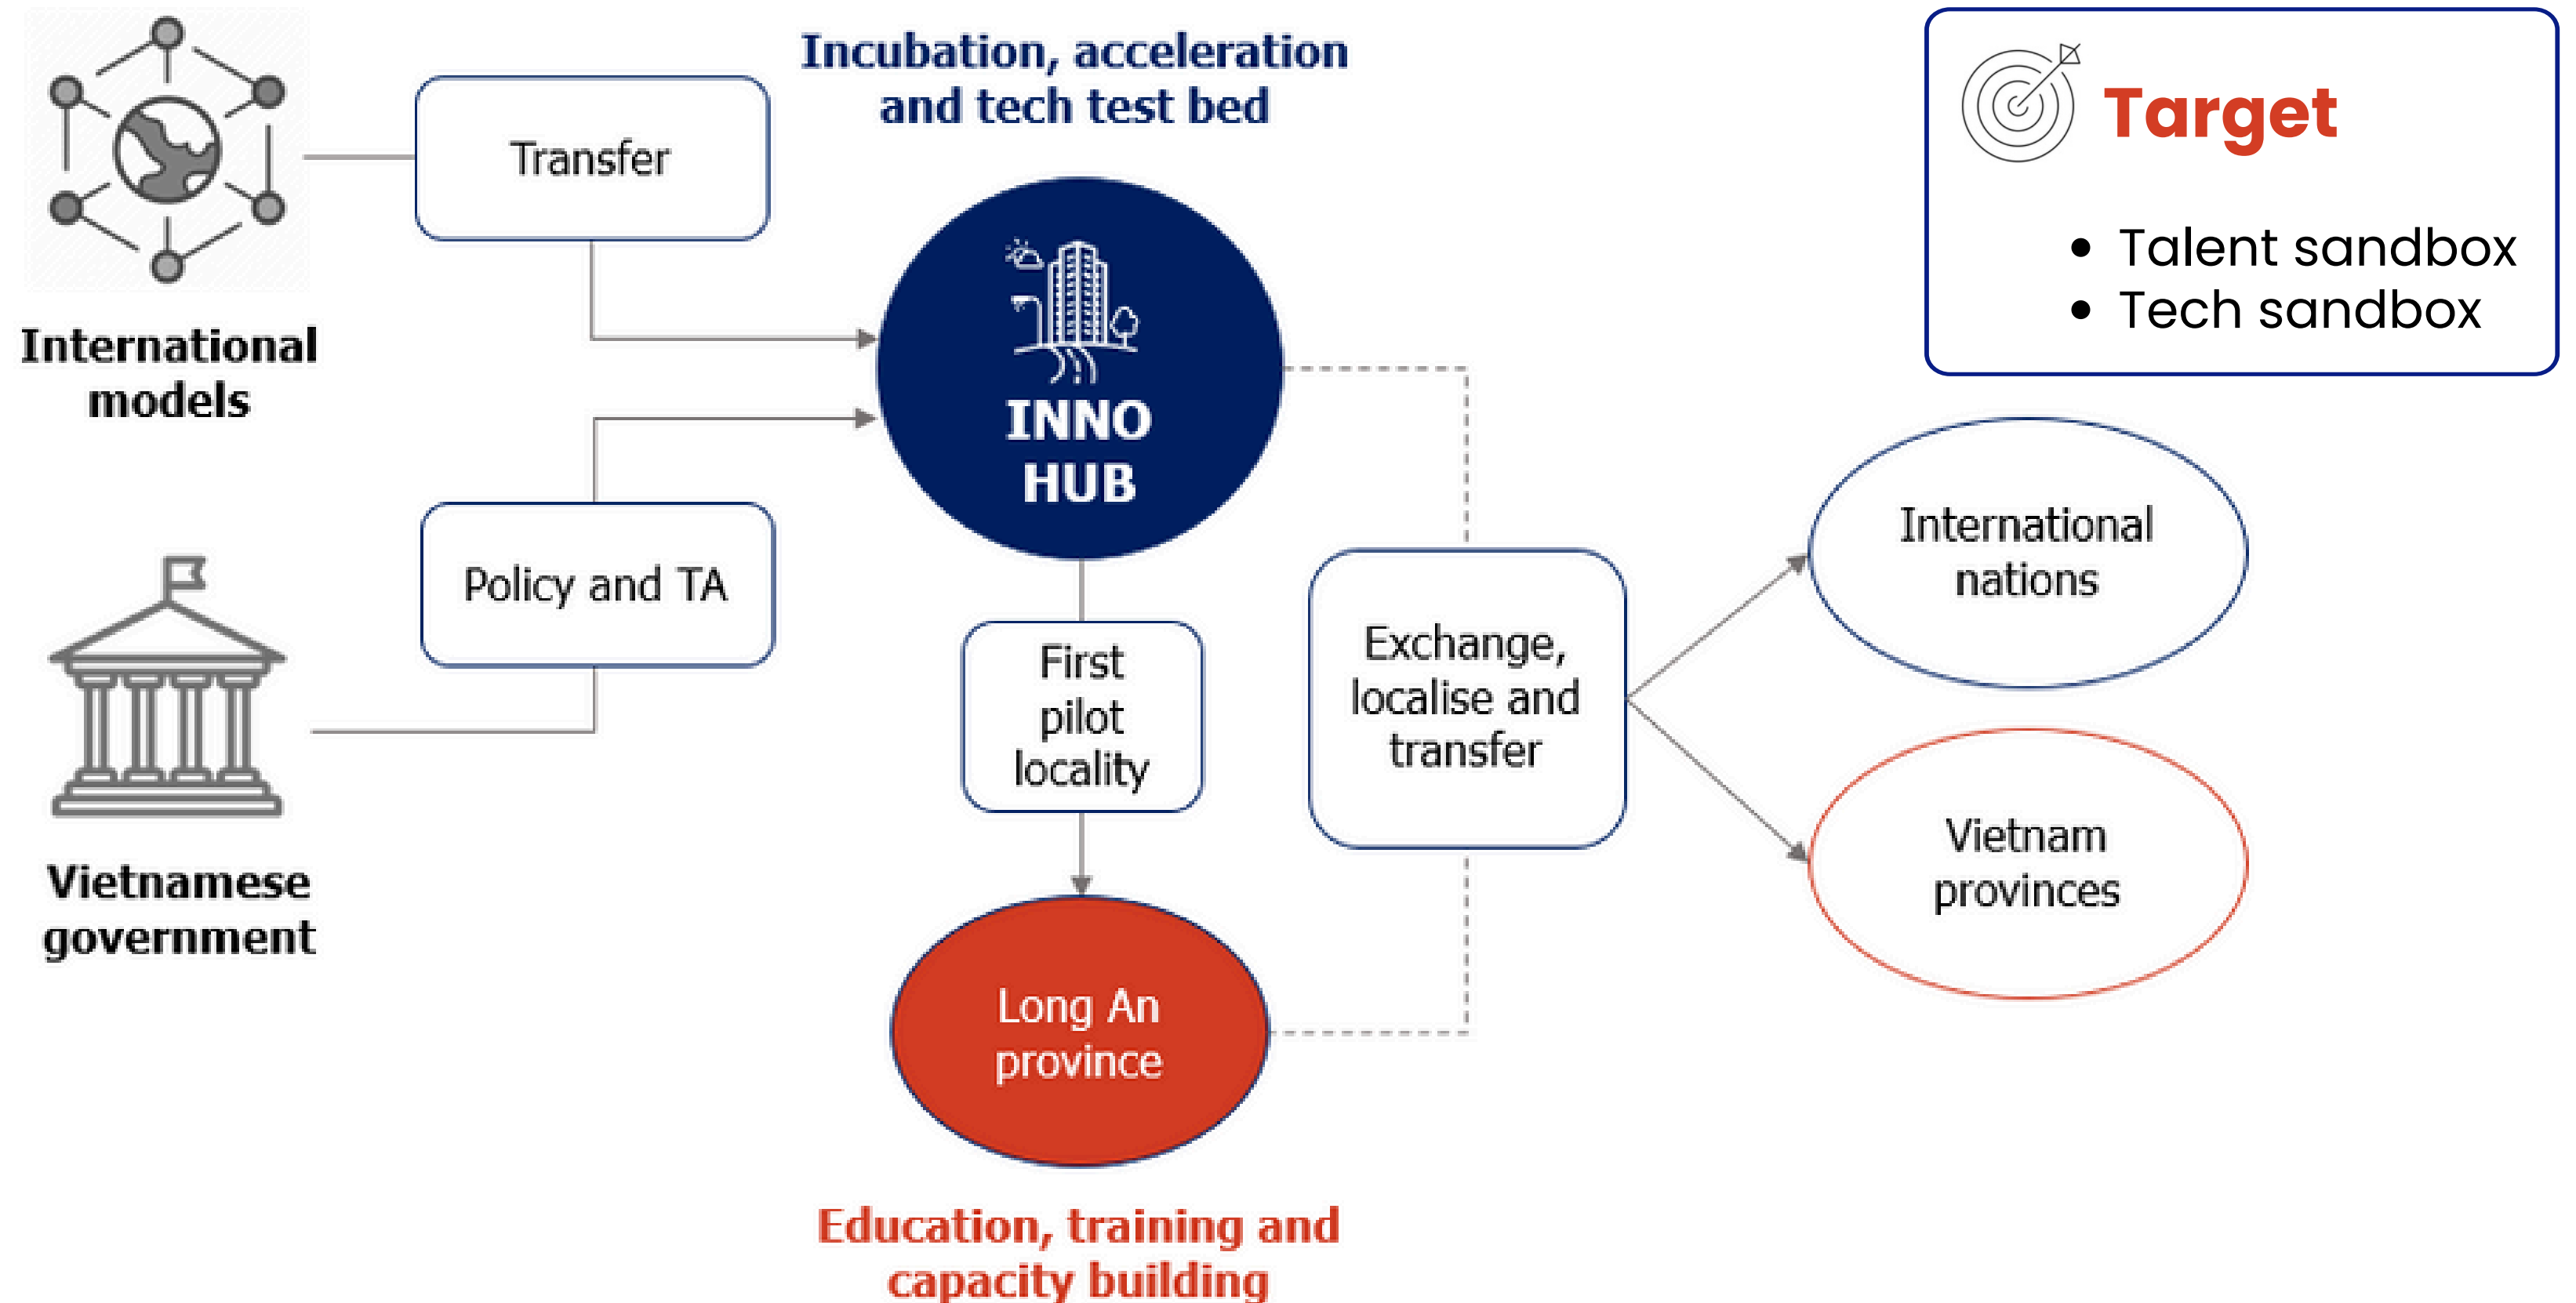 Incubation, acceleration
and tech test bed
Target
• Talent sandbox
• Tech sandbox
Transfer
International
models
INNO
HUB
Policy and TA
Vietnamese
government
First
pilot
locality
Exchange,
localise and
transfer
International
nations
Vietnam
provinces
Long An
province
Education, training and
capacity building